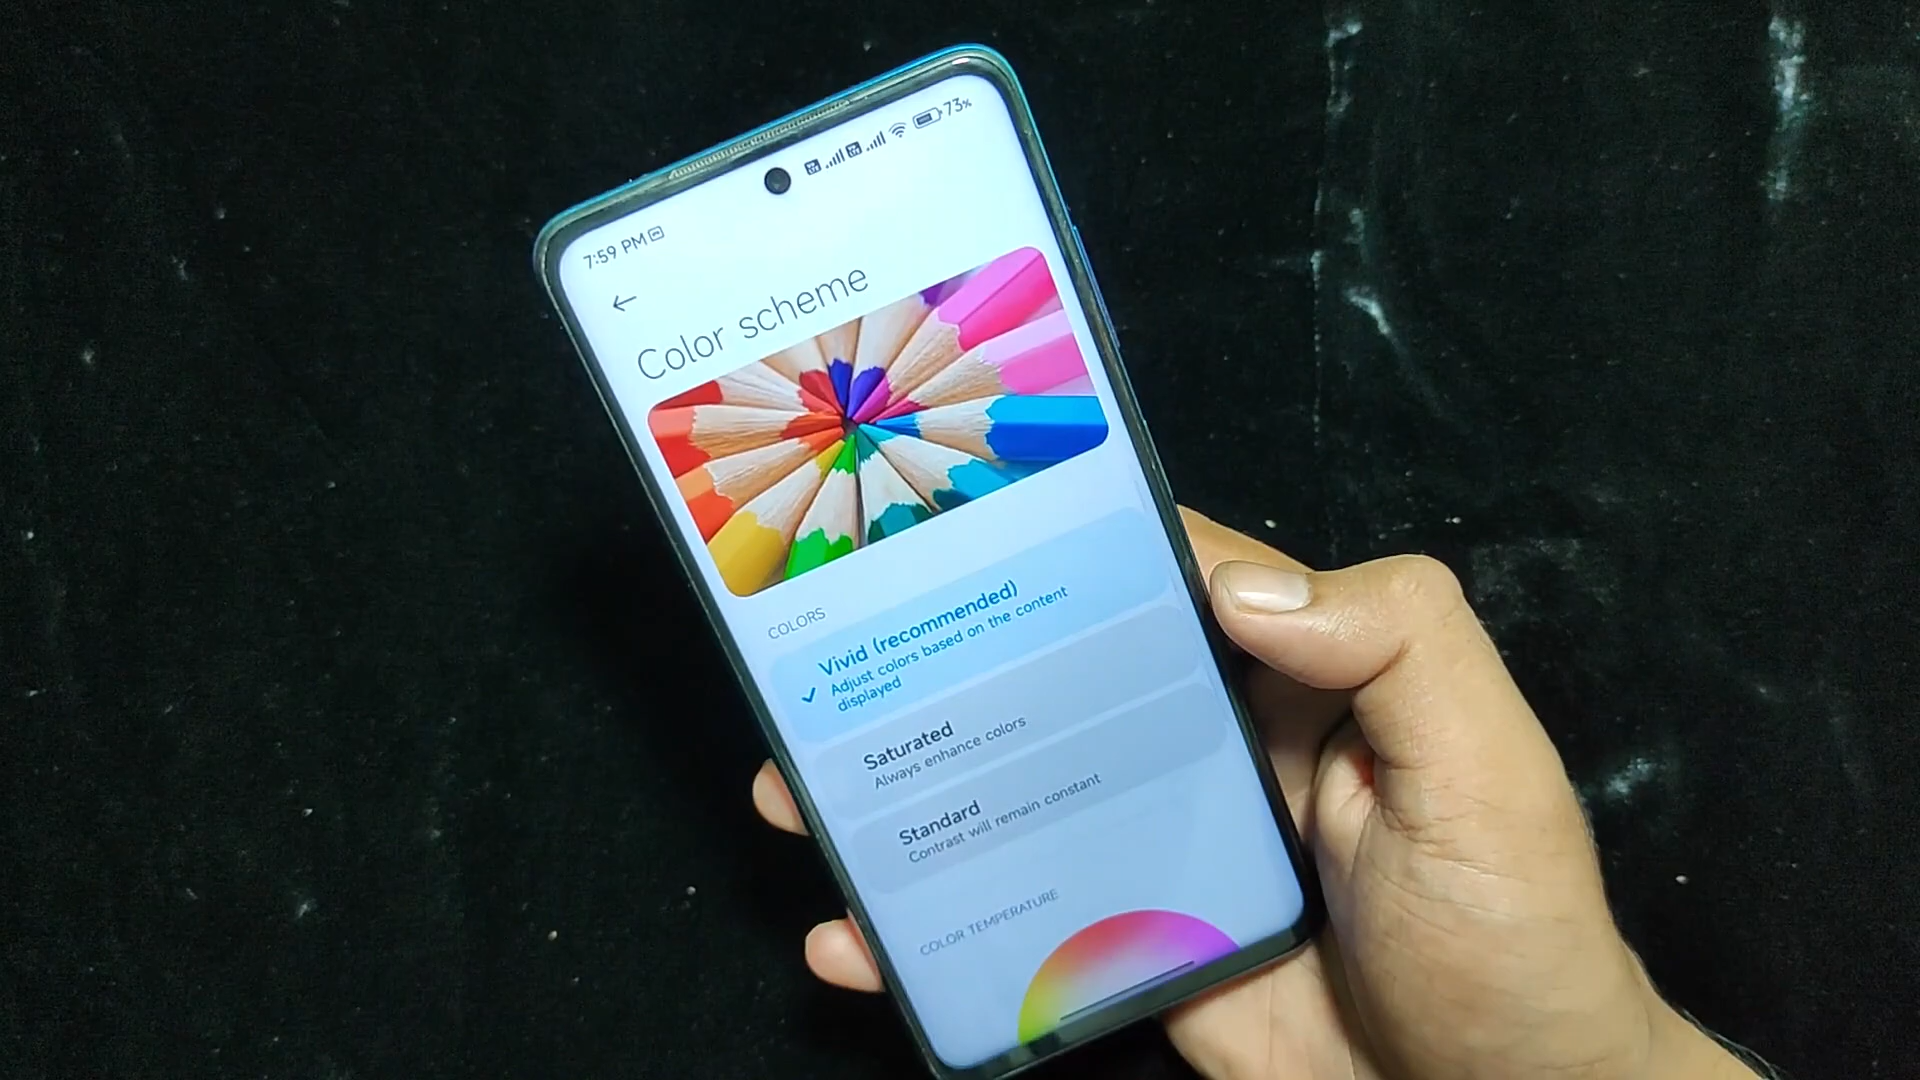 7:59 PM
73%
Color scheme
COLORS
Vivid (recommended)
Adjust colors based on the content
displayed
Saturated
Always enhance colors
Standard
Contrast will remain constant
COLOR TEMPERATURE